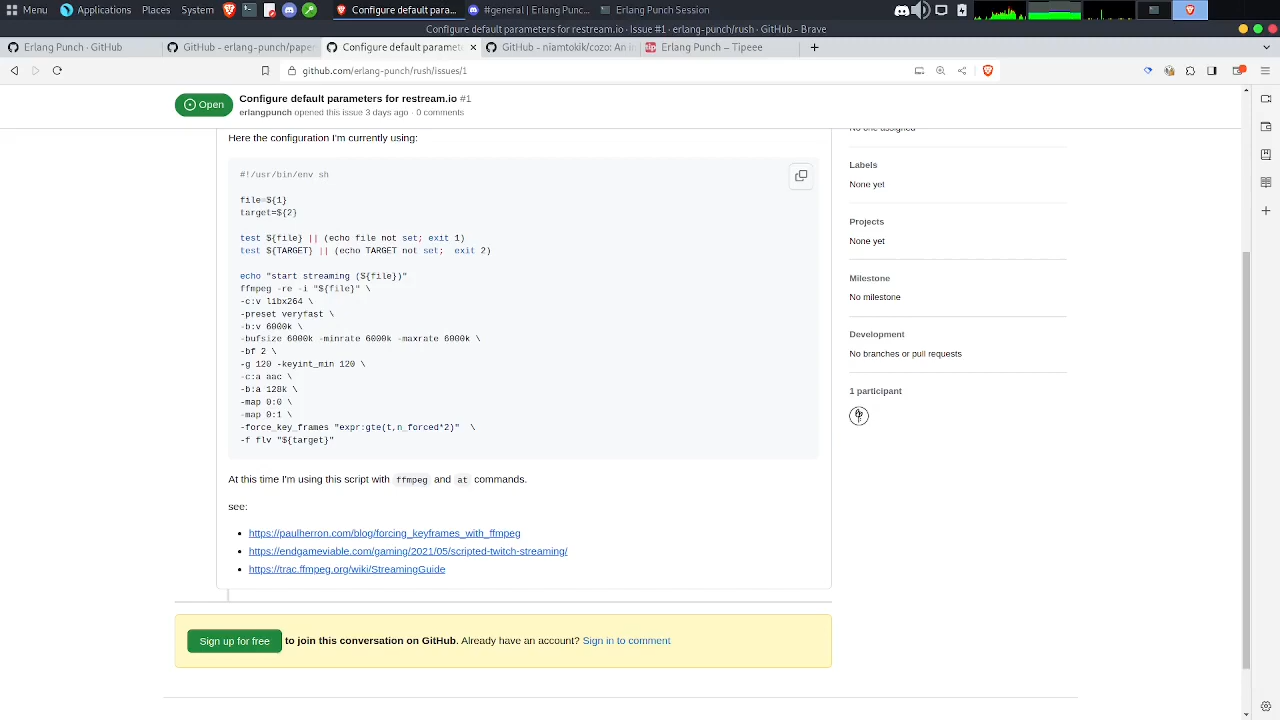 Menu Applications Places System Configure default para... #general | Erlang Punc... Erlang Punch Session
Configure default parameters for restream.io · Issue #1 · erlang-punch/rush · GitHub - Brave
Erlang Punch · GitHub GitHub - erlang-punch/pape Configure default paramete GitHub - niamtokik/cozo: An i tip Erlang Punch — Tipeee
github.com/erlang-punch/rush/issues/1
Open Configure default parameters for restream.io #1
erlangpunch opened this issue 3 days ago · 0 comments
No one assigned
Here the configuration I'm currently using:
Labels
None yet
Projects
None yet
Milestone
No milestone
Development
No branches or pull requests
1 participant
#!/usr/bin/env sh
file=${1}
target=${2}
test ${file} || (echo file not set; exit 1)
test ${TARGET} || (echo TARGET not set;  exit 2)
echo "start streaming (${file})"
ffmpeg -re -i "${file}" \
-c:v libx264 \
-preset veryfast \
-b:v 6000k \
-bufsize 6000k -minrate 6000k -maxrate 6000k \
-bf 2 \
-g 120 -keyint_min 120 \
-c:a aac \
-b:a 128k \
-map 0:0 \
-map 0:1 \
-force_key_frames "expr:gte(t,n_forced*2)"  \
-f flv "${target}"
At this time I'm using this script with ffmpeg and at commands.
see:
https://paulherron.com/blog/forcing_keyframes_with_ffmpeg
https://endgameviable.com/gaming/2021/05/scripted-twitch-streaming/
https://trac.ffmpeg.org/wiki/StreamingGuide
Sign up for free to join this conversation on GitHub. Already have an account? Sign in to comment